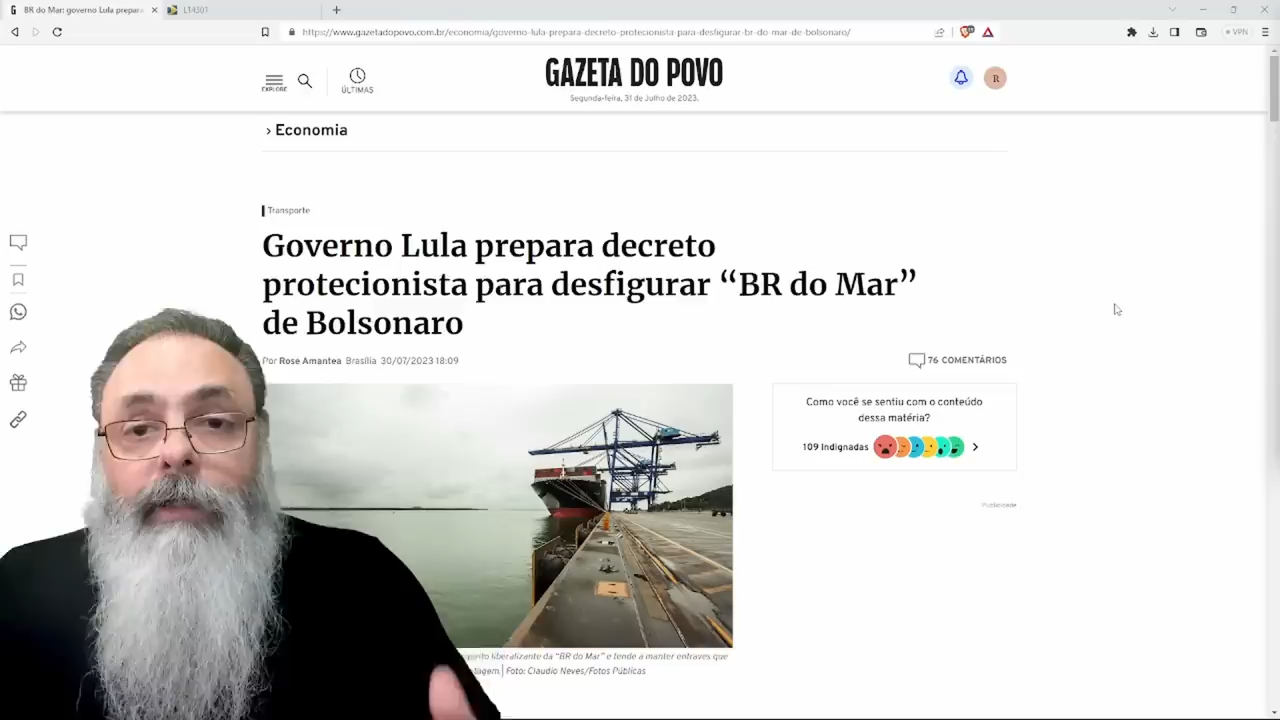 BR do Mar: governo Lula prepara
L14301
https://www.gazetadopovo.com.br/economia/governo-lula-prepara-decreto-protecionista-para-desfigurar-br-do-mar-de-bolsonaro/
VPN
EXPLORE
ÚLTIMAS
GAZETA DO POVO
Segunda-feira, 31 de Julho de 2023.
R
› Economia
Transporte
Governo Lula prepara decreto
protecionista para desfigurar “BR do Mar”
de Bolsonaro
Por Rose Amantea Brasília 30/07/2023 18:09
76 COMENTÁRIOS
Como você se sentiu com o conteúdo
dessa matéria?
109 Indignadas
Publicidade
liberalizante da “BR do Mar” e tende a manter entraves que
Foto: Claudio Neves/Fotos Públicas